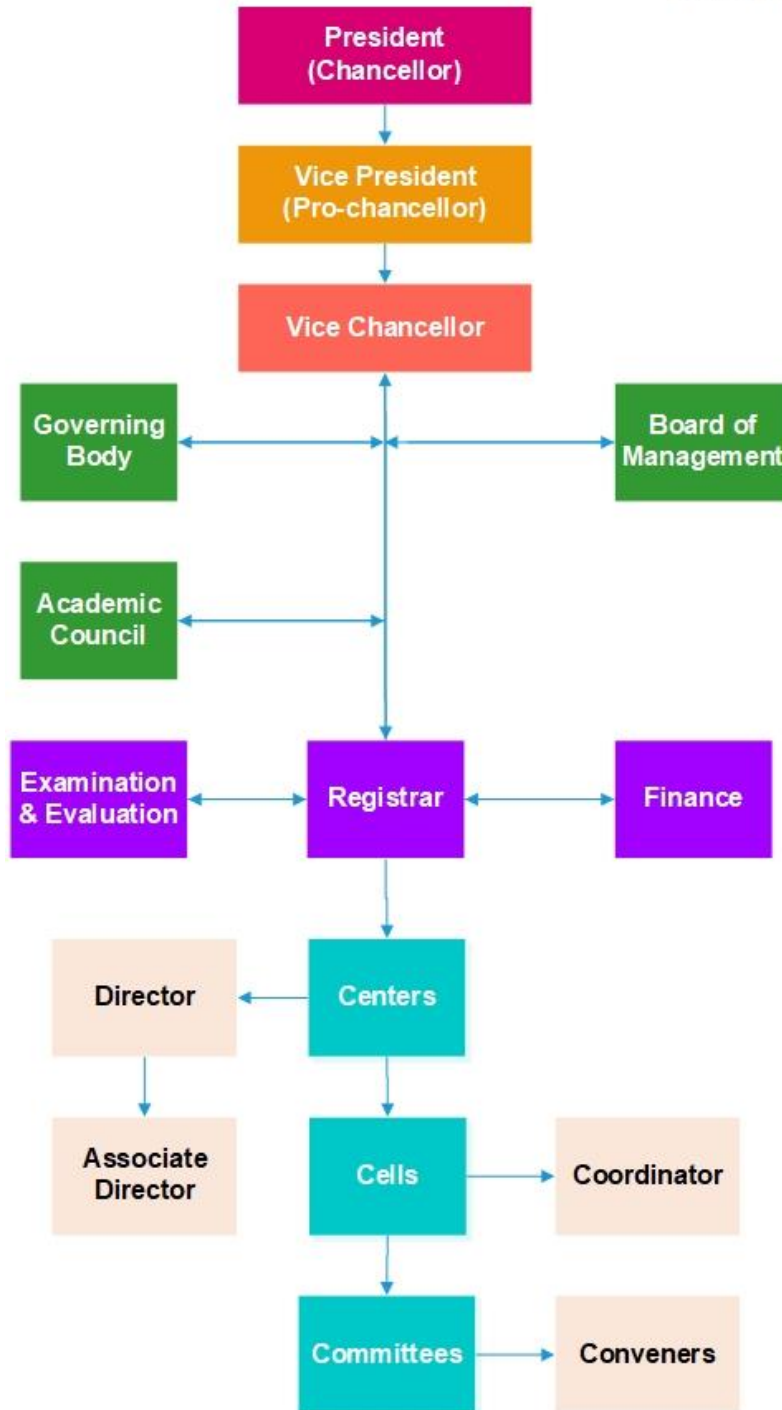 President
(Chancellor)
Vice President
(Pro-chancellor)
Vice Chancellor
Governing
Body
Board of
Management
Academic
Council
Examination
& Evaluation
Registrar
Finance
Director
Centers
Associate
Director
Cells
Coordinator
Committees
Conveners